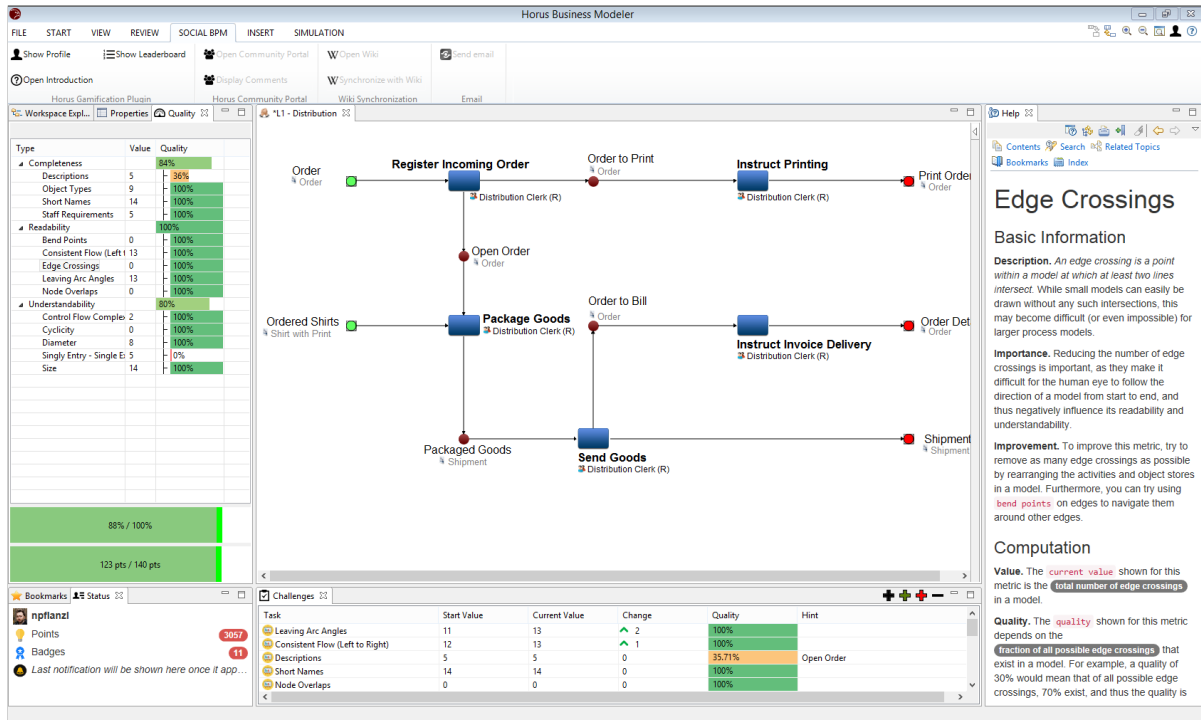 Horus Business Modeler
FILE START VIEW REVIEW SOCIAL BPM INSERT SIMULATION
Show Profile Show Leaderboard Open Community Portal Open Wiki Send email
Open Introduction Display Comments Synchronize with Wiki
Horus Gamification Plugin Horus Community Portal Wiki Synchronization Email
Workspace Expl... Properties Quality
Type Value Quality
Completeness 84%
Descriptions 5 36%
Object Types 9 100%
Short Names 14 100%
Staff Requirements 5 100%
Readability 100%
Bend Points 0 100%
Consistent Flow (Left t 13 100%
Edge Crossings 0 100%
Leaving Arc Angles 13 100%
Node Overlaps 0 100%
Understandability 80%
Control Flow Complex 2 100%
Cyclicity 0 100%
Diameter 8 100%
Singly Entry - Single Ex 5 0%
Size 14 100%
88% / 100%
123 pts / 140 pts
*L1 - Distribution
Order
Order
Register Incoming Order
Distribution Clerk (R)
Order to Print
Order
Instruct Printing
Distribution Clerk (R)
Print Orde
Order
Open Order
Order
Ordered Shirts
Shirt with Print
Package Goods
Distribution Clerk (R)
Order to Bill
Order
Instruct Invoice Delivery
Distribution Clerk (R)
Order Det
Order
Packaged Goods
Shipment
Send Goods
Distribution Clerk (R)
Shipment
Shipment
Help
Contents Search Related Topics
Bookmarks Index
Edge Crossings
Basic Information
Description. An edge crossing is a point
within a model at which at least two lines
intersect. While small models can easily be
drawn without any such intersections, this
may become difficult (or even impossible) for
larger process models.
Importance. Reducing the number of edge
crossings is important, as they make it
difficult for the human eye to follow the
direction of a model from start to end, and
thus negatively influence its readability and
understandability.
Improvement. To improve this metric, try to
remove as many edge crossings as possible
by rearranging the activities and object stores
in a model. Furthermore, you can try using
bend points on edges to navigate them
around other edges.
Computation
Value. The current value shown for this
metric is the total number of edge crossings
in a model.
Quality. The quality shown for this metric
depends on the
fraction of all possible edge crossings that
exist in a model. For example, a quality of
30% would mean that of all possible edge
crossings, 70% exist, and thus the quality is
Bookmarks Status
npflanzl
Points 3057
Badges 11
Last notification will be shown here once it app...
Challenges
Task Start Value Current Value Change Quality Hint
Leaving Arc Angles 11 13 2 100%
Consistent Flow (Left to Right) 12 13 1 100%
Descriptions 5 5 0 35.71% Open Order
Short Names 14 14 0 100%
Node Overlaps 0 0 0 100%